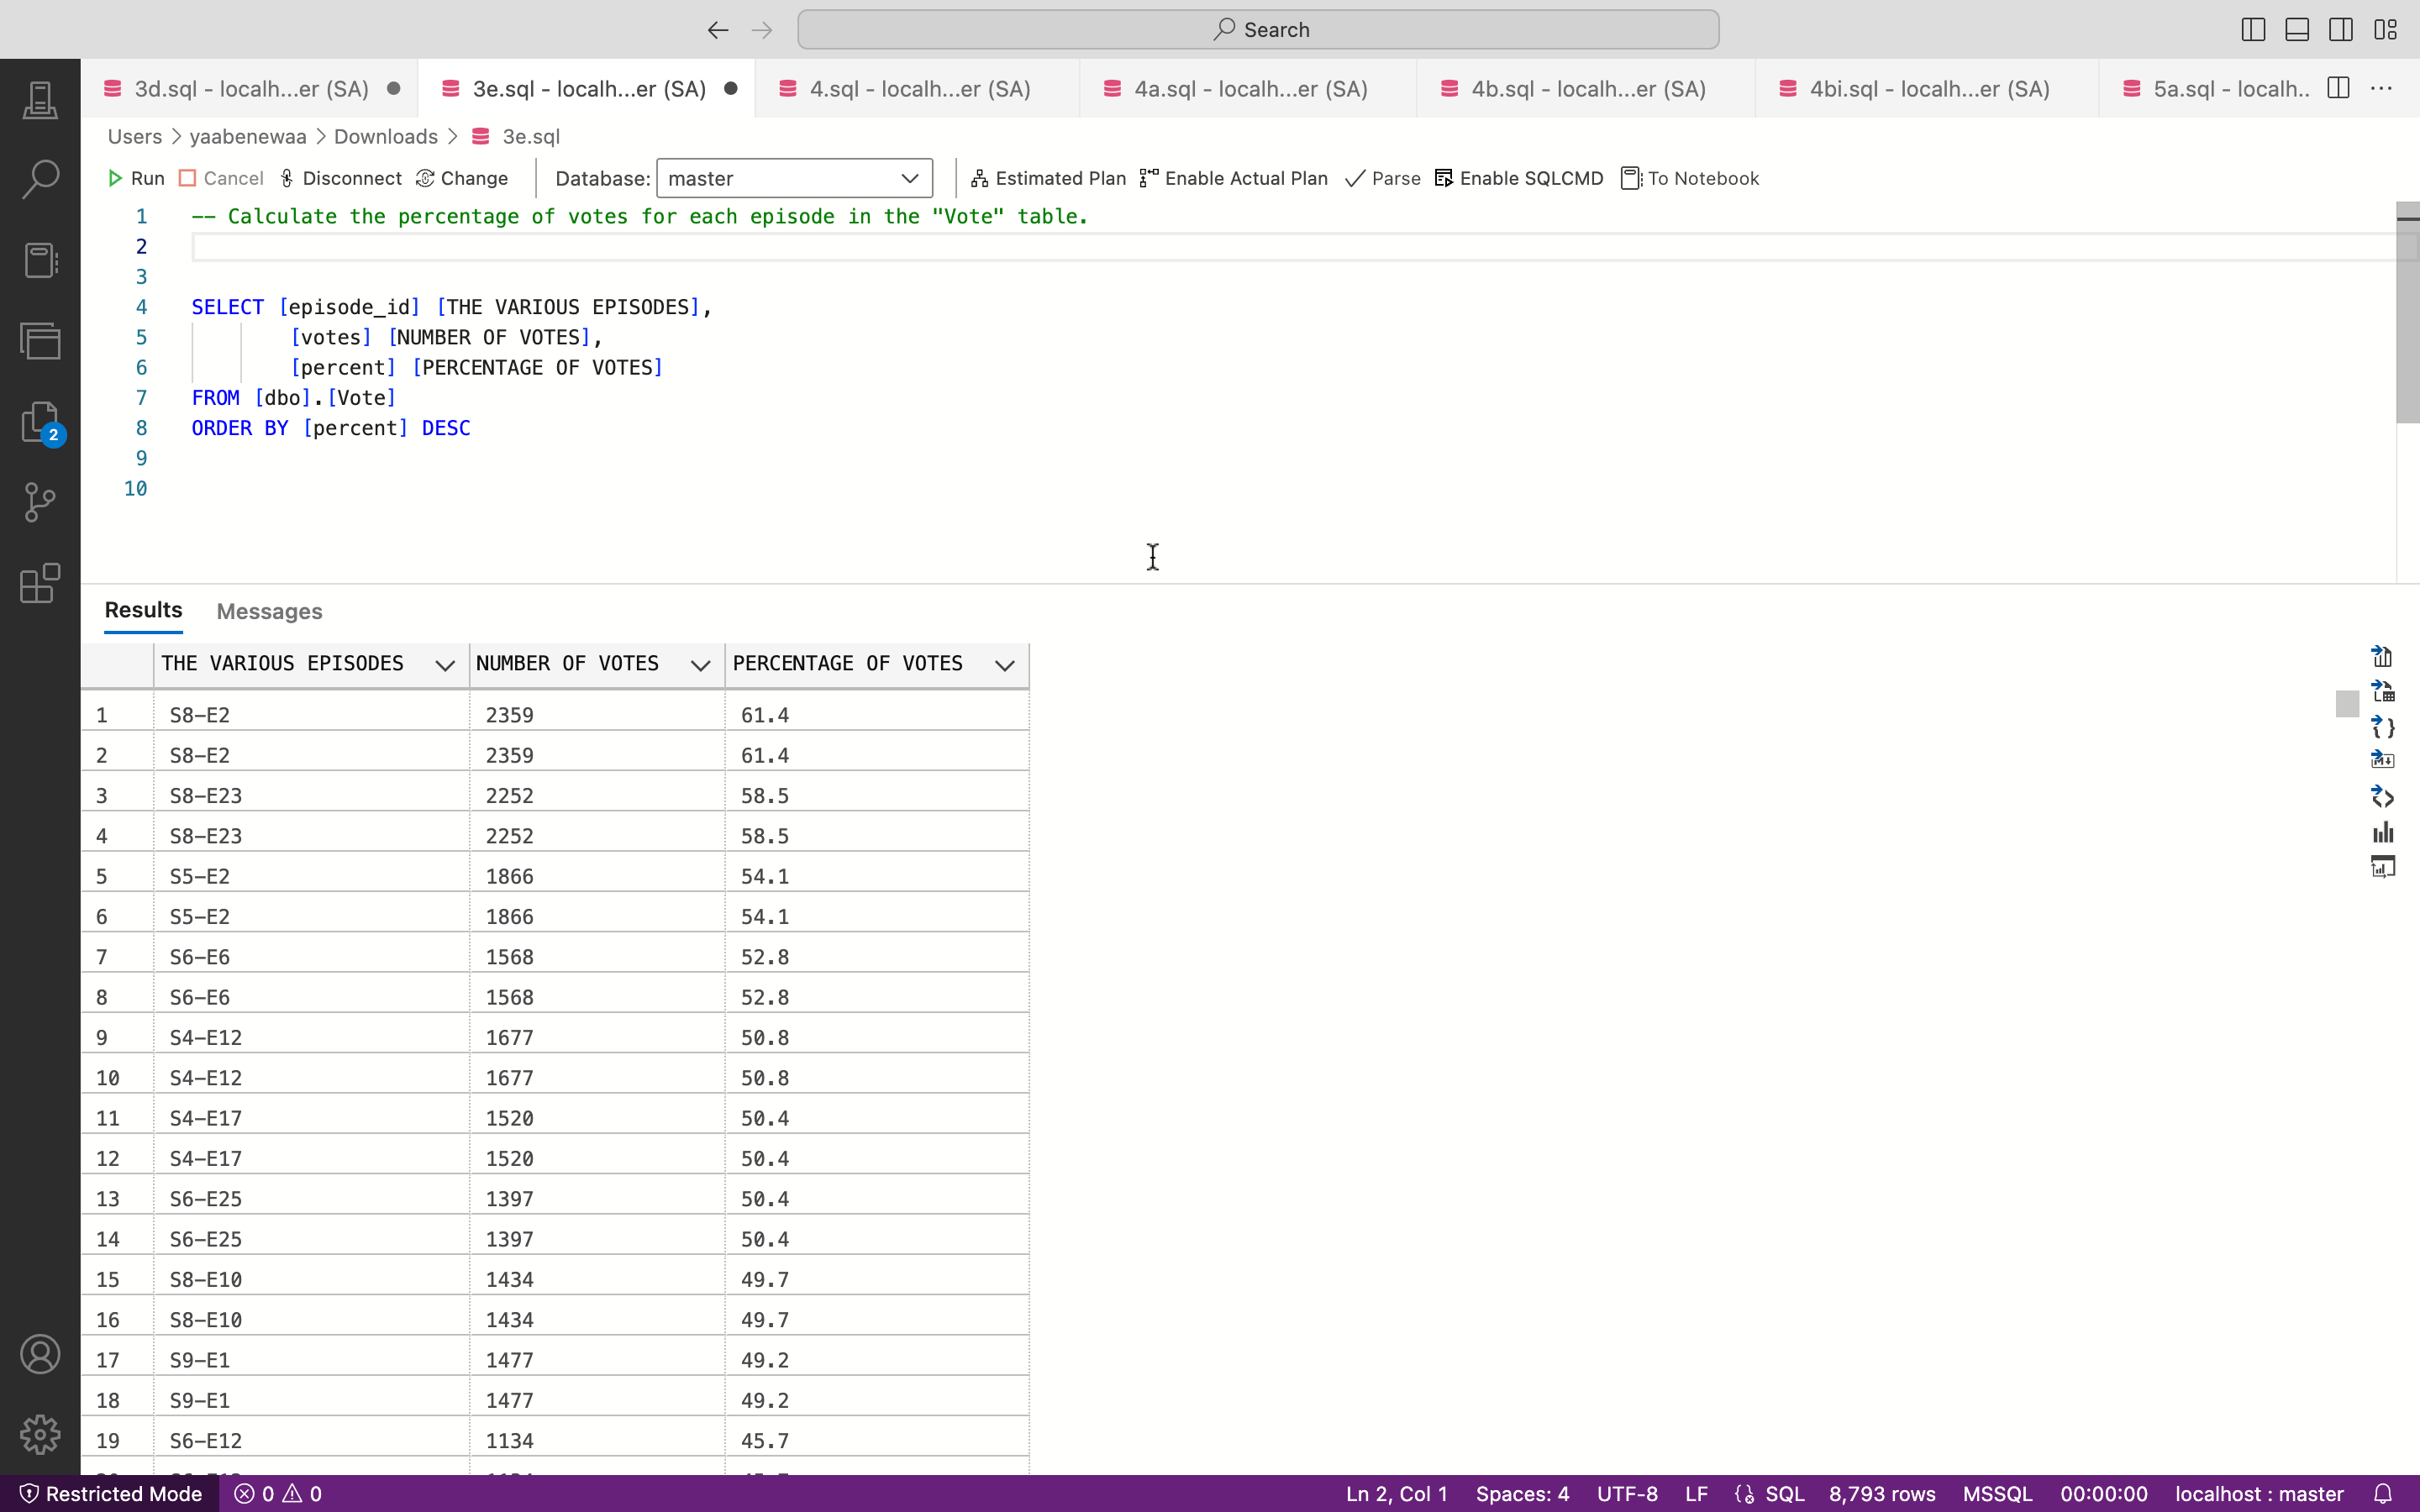 Search
3d.sql - localh...er (SA)
3e.sql - localh...er (SA)
4.sql - localh...er (SA)
4a.sql - localh...er (SA)
4b.sql - localh...er (SA)
4bi.sql - localh...er (SA)
5a.sql - localh..
Users > yaabenewaa > Downloads > 3e.sql
Run Cancel Disconnect Change Database: master Estimated Plan Enable Actual Plan Parse Enable SQLCMD To Notebook
1 -- Calculate the percentage of votes for each episode in the "Vote" table.
2
3
4 SELECT [episode_id] [THE VARIOUS EPISODES],
5 [votes] [NUMBER OF VOTES],
6 [percent] [PERCENTAGE OF VOTES]
7 FROM [dbo].[Vote]
8 ORDER BY [percent] DESC
9
10
2
Results Messages
THE VARIOUS EPISODES NUMBER OF VOTES PERCENTAGE OF VOTES
1 S8-E2 2359 61.4
2 S8-E2 2359 61.4
3 S8-E23 2252 58.5
4 S8-E23 2252 58.5
5 S5-E2 1866 54.1
6 S5-E2 1866 54.1
7 S6-E6 1568 52.8
8 S6-E6 1568 52.8
9 S4-E12 1677 50.8
10 S4-E12 1677 50.8
11 S4-E17 1520 50.4
12 S4-E17 1520 50.4
13 S6-E25 1397 50.4
14 S6-E25 1397 50.4
15 S8-E10 1434 49.7
16 S8-E10 1434 49.7
17 S9-E1 1477 49.2
18 S9-E1 1477 49.2
19 S6-E12 1134 45.7
Restricted Mode 0 0 Ln 2, Col 1 Spaces: 4 UTF-8 LF SQL 8,793 rows MSSQL 00:00:00 localhost : master